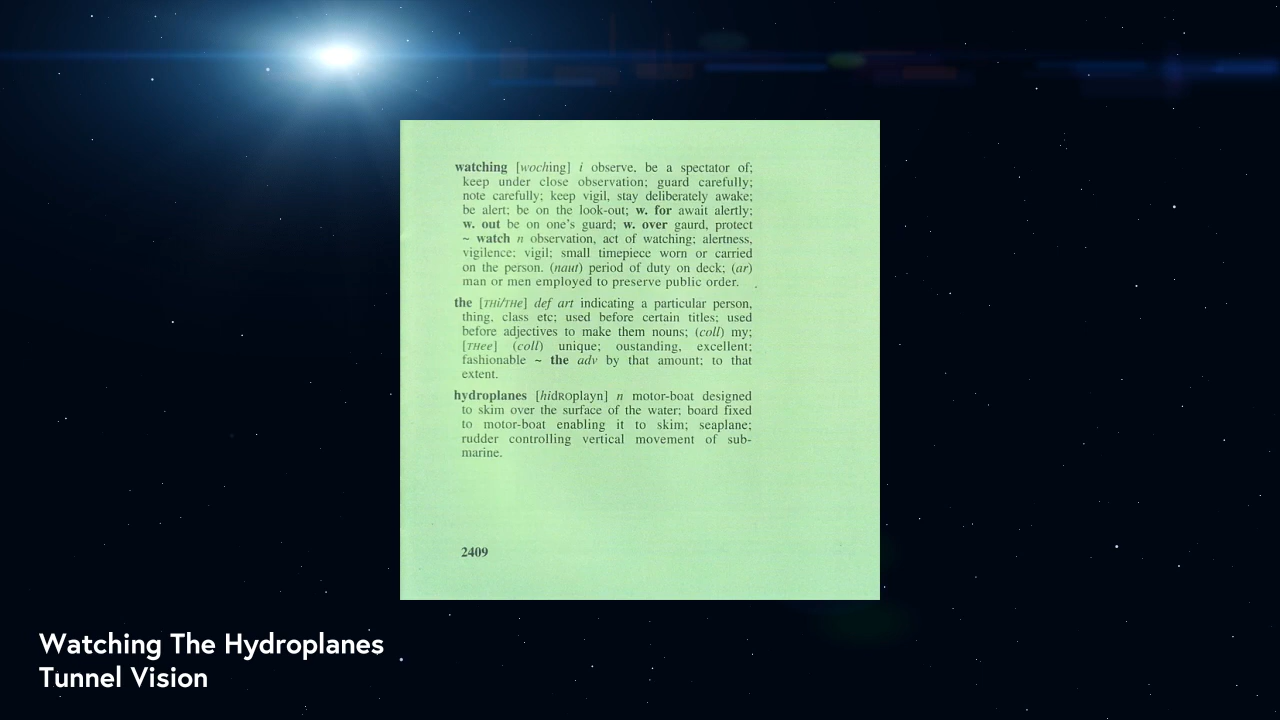 watching [woching] i observe, be a spectator of;
keep under close observation; guard carefully;
note carefully; keep vigil, stay deliberately awake;
be alert; be on the look-out; w. for await alertly;
w. out be on one's guard; w. over gaurd, protect
~ watch n observation, act of watching; alertness,
vigilence; vigil; small timepiece worn or carried
on the person. (naut) period of duty on deck; (ar)
man or men employed to preserve public order.
the [THi/THe] def art indicating a particular person,
thing, class etc; used before certain titles; used
before adjectives to make them nouns; (coll) my;
[THee] (coll) unique; oustanding, excellent;
fashionable ~ the adv by that amount; to that
extent.
hydroplanes [hidROplayn] n motor-boat designed
to skim over the surface of the water; board fixed
to motor-boat enabling it to skim; seaplane;
rudder controlling vertical movement of sub-
marine.
2409
Watching The Hydroplanes
Tunnel Vision